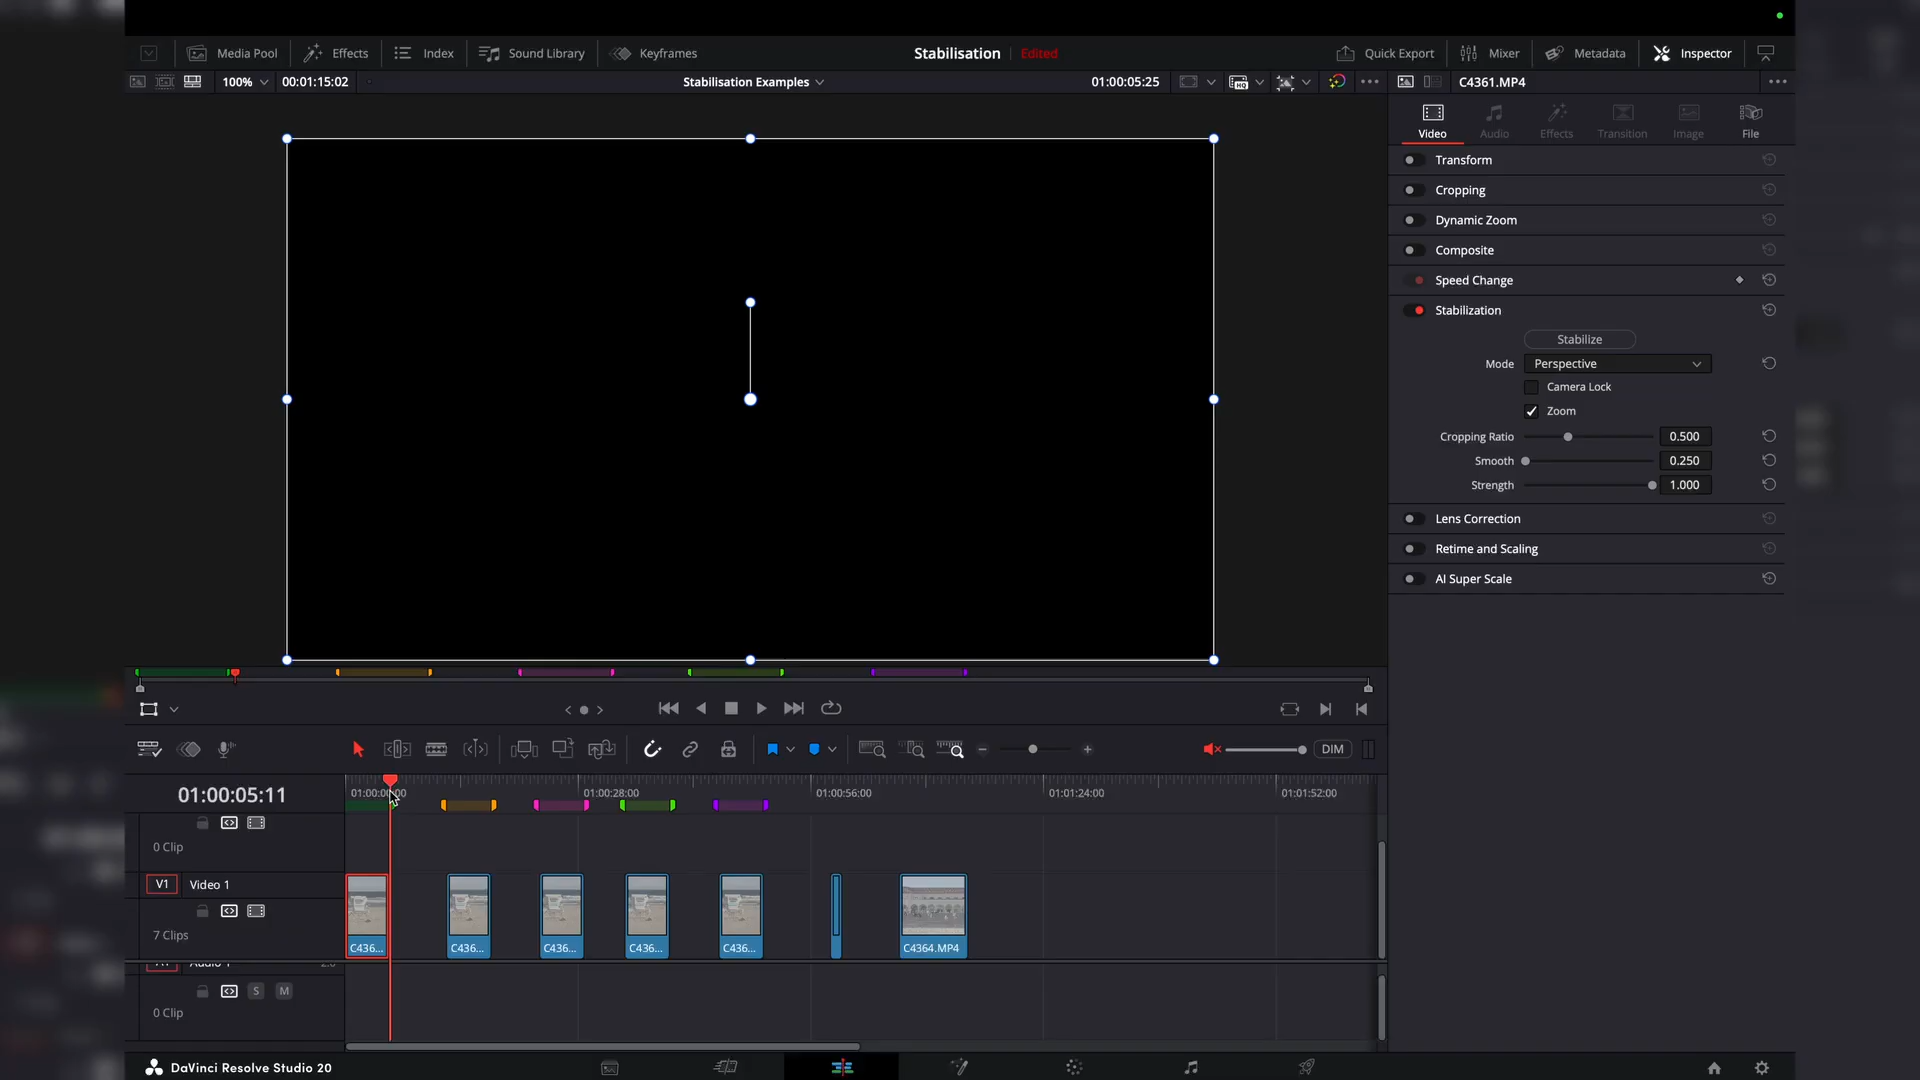 Media Pool Effects Index Sound Library Keyframes Stabilisation Edited Quick Export Mixer Metadata Inspector
100% 00:01:15:02 Stabilisation Examples 01:00:05:25 HQ C4361.MP4
Video Audio Effects Transition Image File
Transform
Cropping
Dynamic Zoom
Composite
Speed Change
Stabilization
Stabilize
Mode Perspective
Camera Lock
Zoom
Cropping Ratio 0.500
Smooth 0.250
Strength 1.000
Lens Correction
Retime and Scaling
AI Super Scale
DIM
01:00:05:11 01:00:28:00 01:00:56:00 01:01:24:00 01:01:52:00
0 Clip
V1 Video 1
7 Clips
C436... C436... C436... C436... C436... C4364.MP4
S M
0 Clip
DaVinci Resolve Studio 20